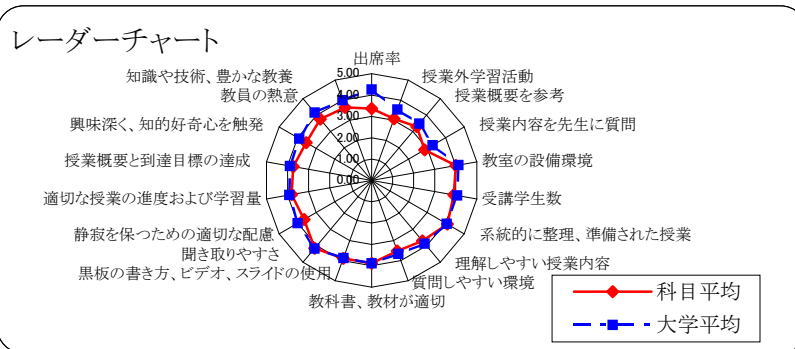 レーダーチャート
出席率
授業外学習活動
授業概要を参考
授業内容を先生に質問
教室の設備環境
受講学生数
系統的に整理、準備された授業
理解しやすい授業内容
質問しやすい環境
教科書、教材が適切
黒板の書き方、ビデオ、スライドの使用
聞き取りやすさ
静寂を保つための適切な配慮
適切な授業の進度および学習量
授業概要と到達目標の達成
興味深く、知的好奇心を触発
教員の熱意
知識や技術、豊かな教養
5.00
4.00
3.00
2.00
1.00
0.00
科目平均
大学平均